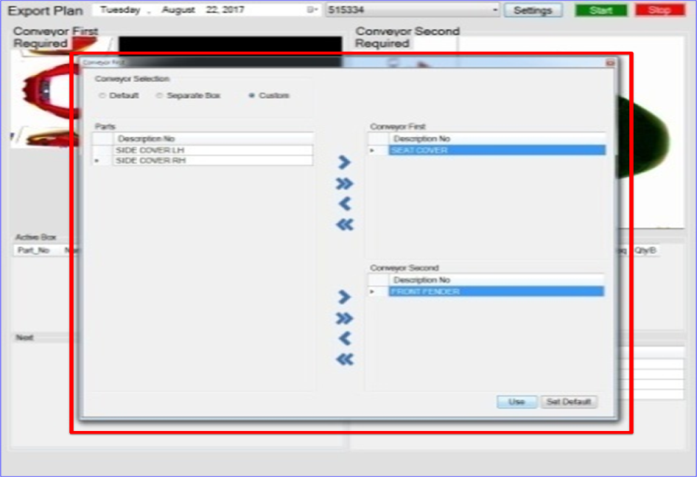 Export Plan
Tuesday , August 22, 2017
S15334
Settings
Start
Stop
Conveyor First
Required
Conveyor Second
Required
Conveyor First
Conveyor Selection
Default
Separate Box
Custom
Parts
Description No
SIDE COVER LH
SIDE COVER RH
Conveyor First
Description No
SEAT COVER
Conveyor Second
Description No
FRONT FENDER
Use
Set Default
Active Box
Part_No
Qty/B
Next